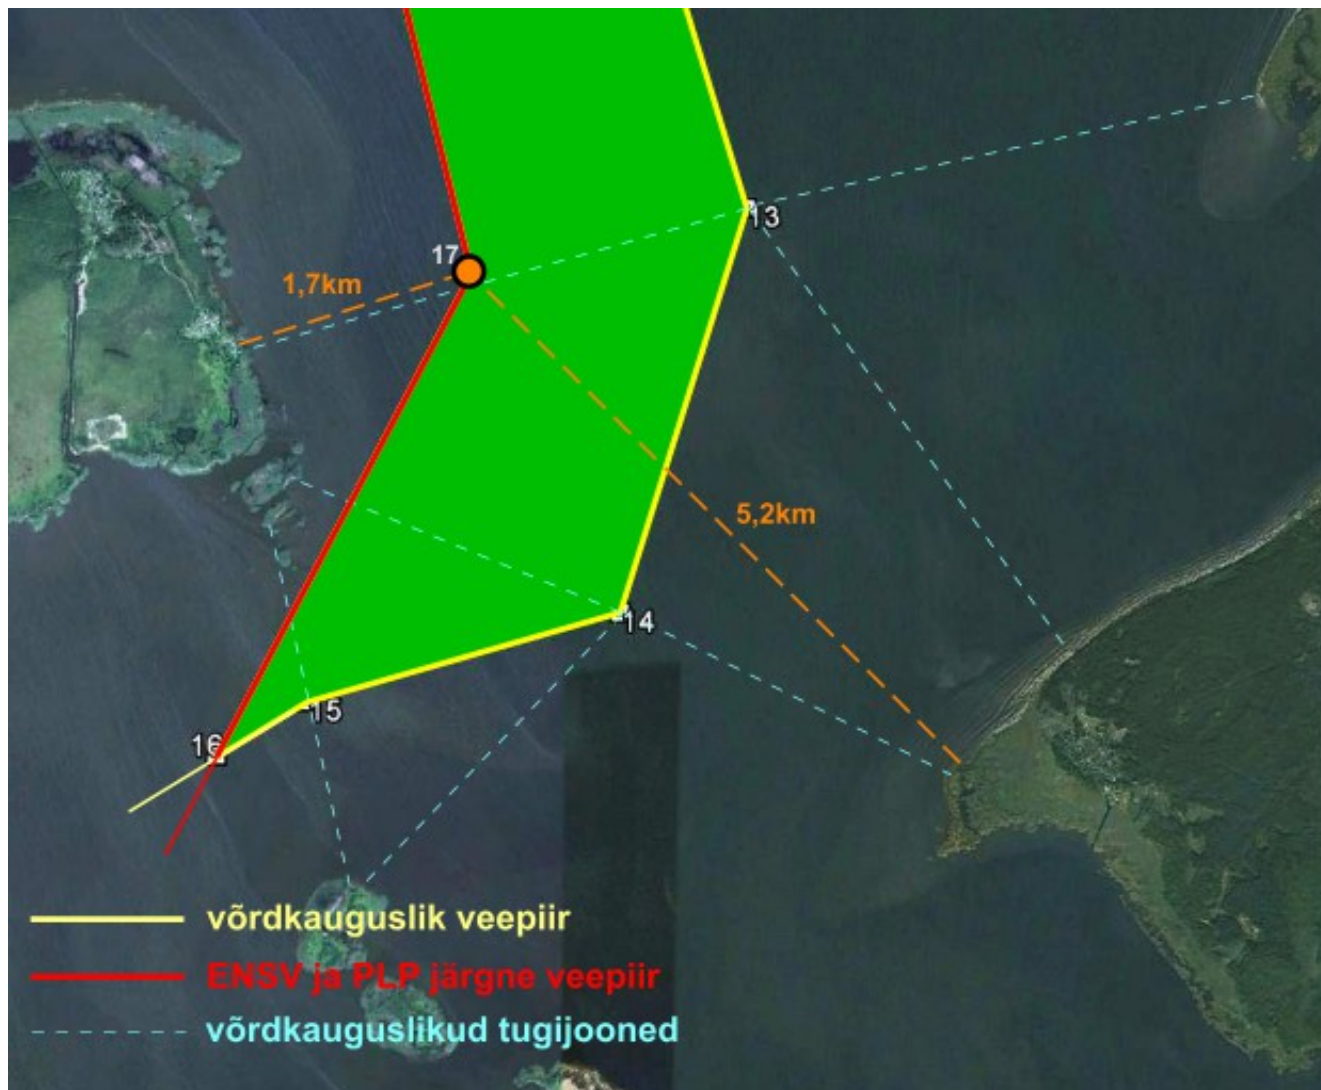 13
17
1,7km
5,2km
14
15
16
võrdkauguslik veepiir
ENSV ja PLP järgne veepiir
võrdkauguslikud tugijooned